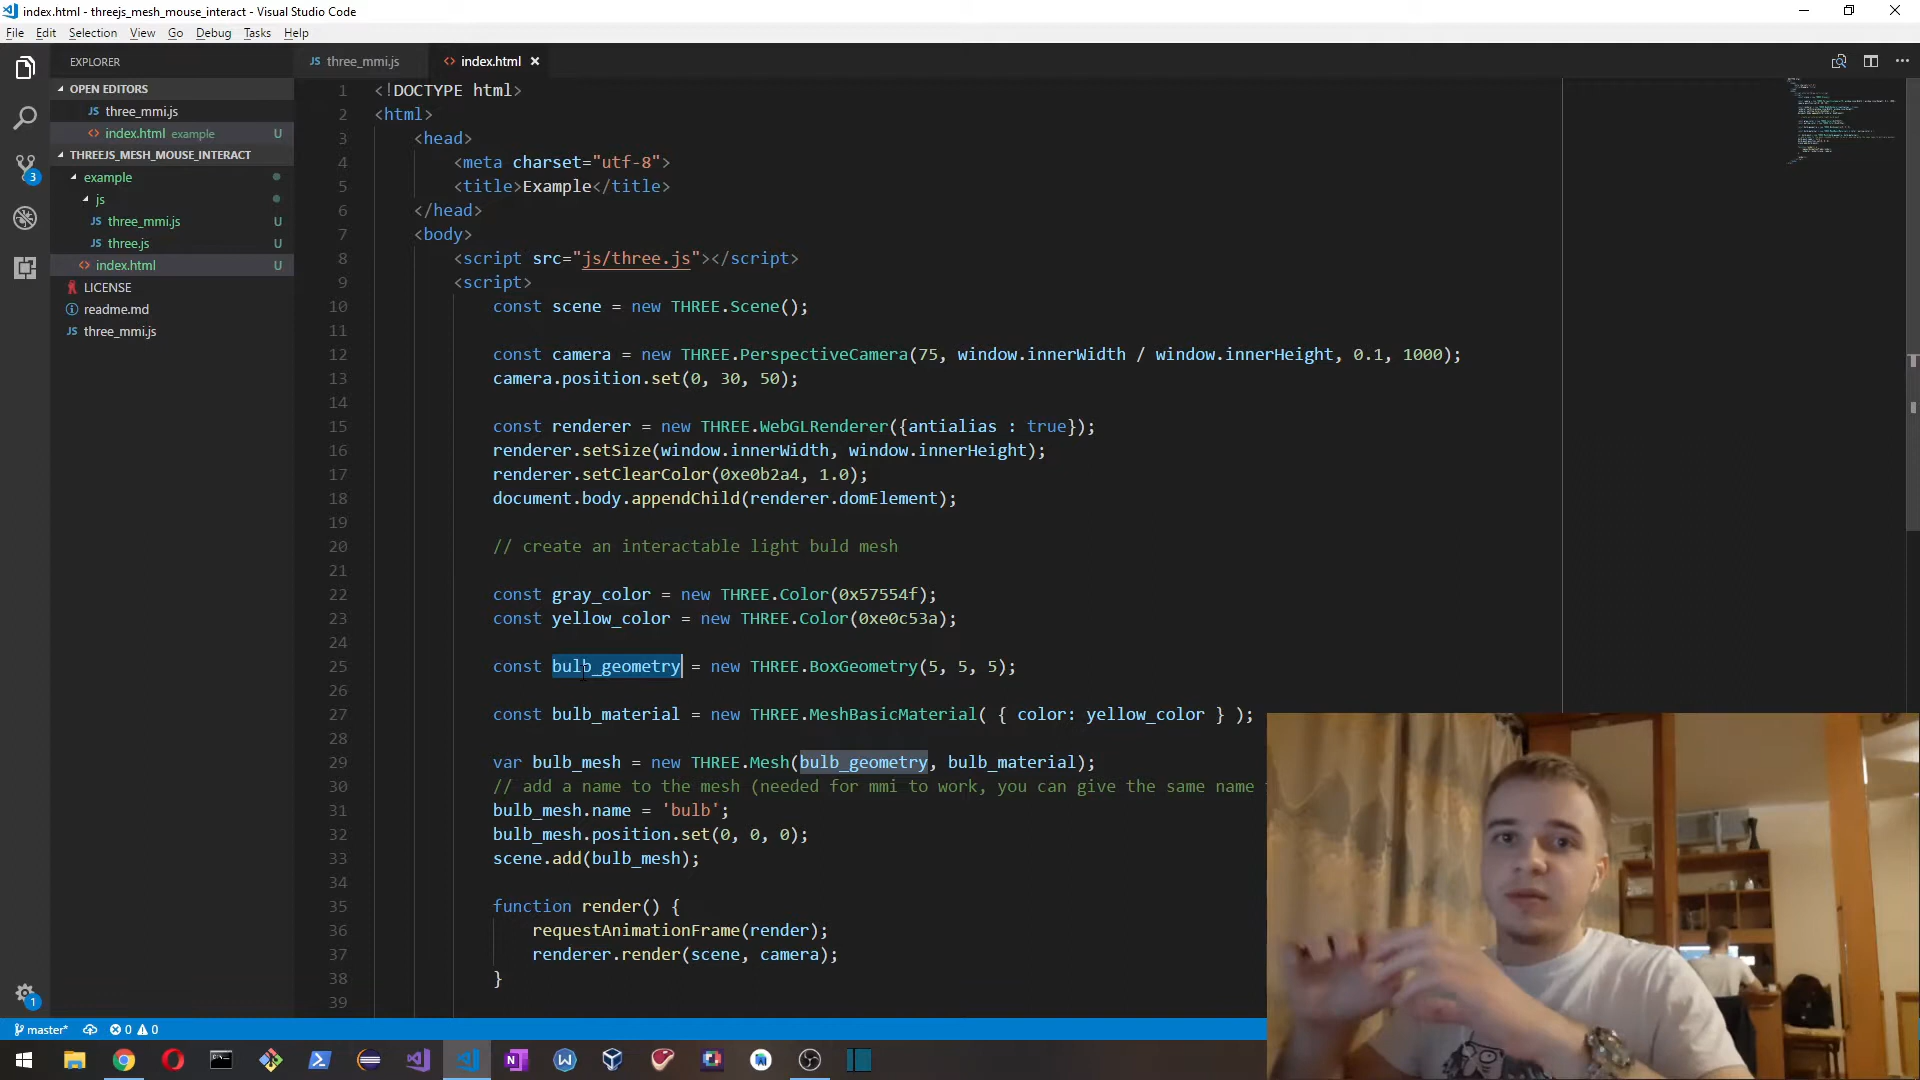 index.html - threejs_mesh_mouse_interact - Visual Studio Code
File Edit Selection View Go Debug Tasks Help
EXPLORER
OPEN EDITORS
JS three_mmi.js
<> index.html example U
THREEJS_MESH_MOUSE_INTERACT
example
js
JS three_mmi.js U
JS three.js U
<> index.html U
LICENSE
readme.md
JS three_mmi.js
3
1
JS three_mmi.js
<> index.html
1 <!DOCTYPE html>
2 <html>
3 <head>
4 <meta charset="utf-8">
5 <title>Example</title>
6 </head>
7 <body>
8 <script src="js/three.js"></script>
9 <script>
10 const scene = new THREE.Scene();
11
12 const camera = new THREE.PerspectiveCamera(75, window.innerWidth / window.innerHeight, 0.1, 1000);
13 camera.position.set(0, 30, 50);
14
15 const renderer = new THREE.WebGLRenderer({antialias : true});
16 renderer.setSize(window.innerWidth, window.innerHeight);
17 renderer.setClearColor(0xe0b2a4, 1.0);
18 document.body.appendChild(renderer.domElement);
19
20 // create an interactable light buld mesh
21
22 const gray_color = new THREE.Color(0x57554f);
23 const yellow_color = new THREE.Color(0xe0c53a);
24
25 const bulb_geometry = new THREE.BoxGeometry(5, 5, 5);
26
27 const bulb_material = new THREE.MeshBasicMaterial( { color: yellow_color } );
28
29 var bulb_mesh = new THREE.Mesh(bulb_geometry, bulb_material);
30 // add a name to the mesh (needed for mmi to work, you can give the same name
31 bulb_mesh.name = 'bulb';
32 bulb_mesh.position.set(0, 0, 0);
33 scene.add(bulb_mesh);
34
35 function render() {
36 requestAnimationFrame(render);
37 renderer.render(scene, camera);
38 }
39
master* 0 0